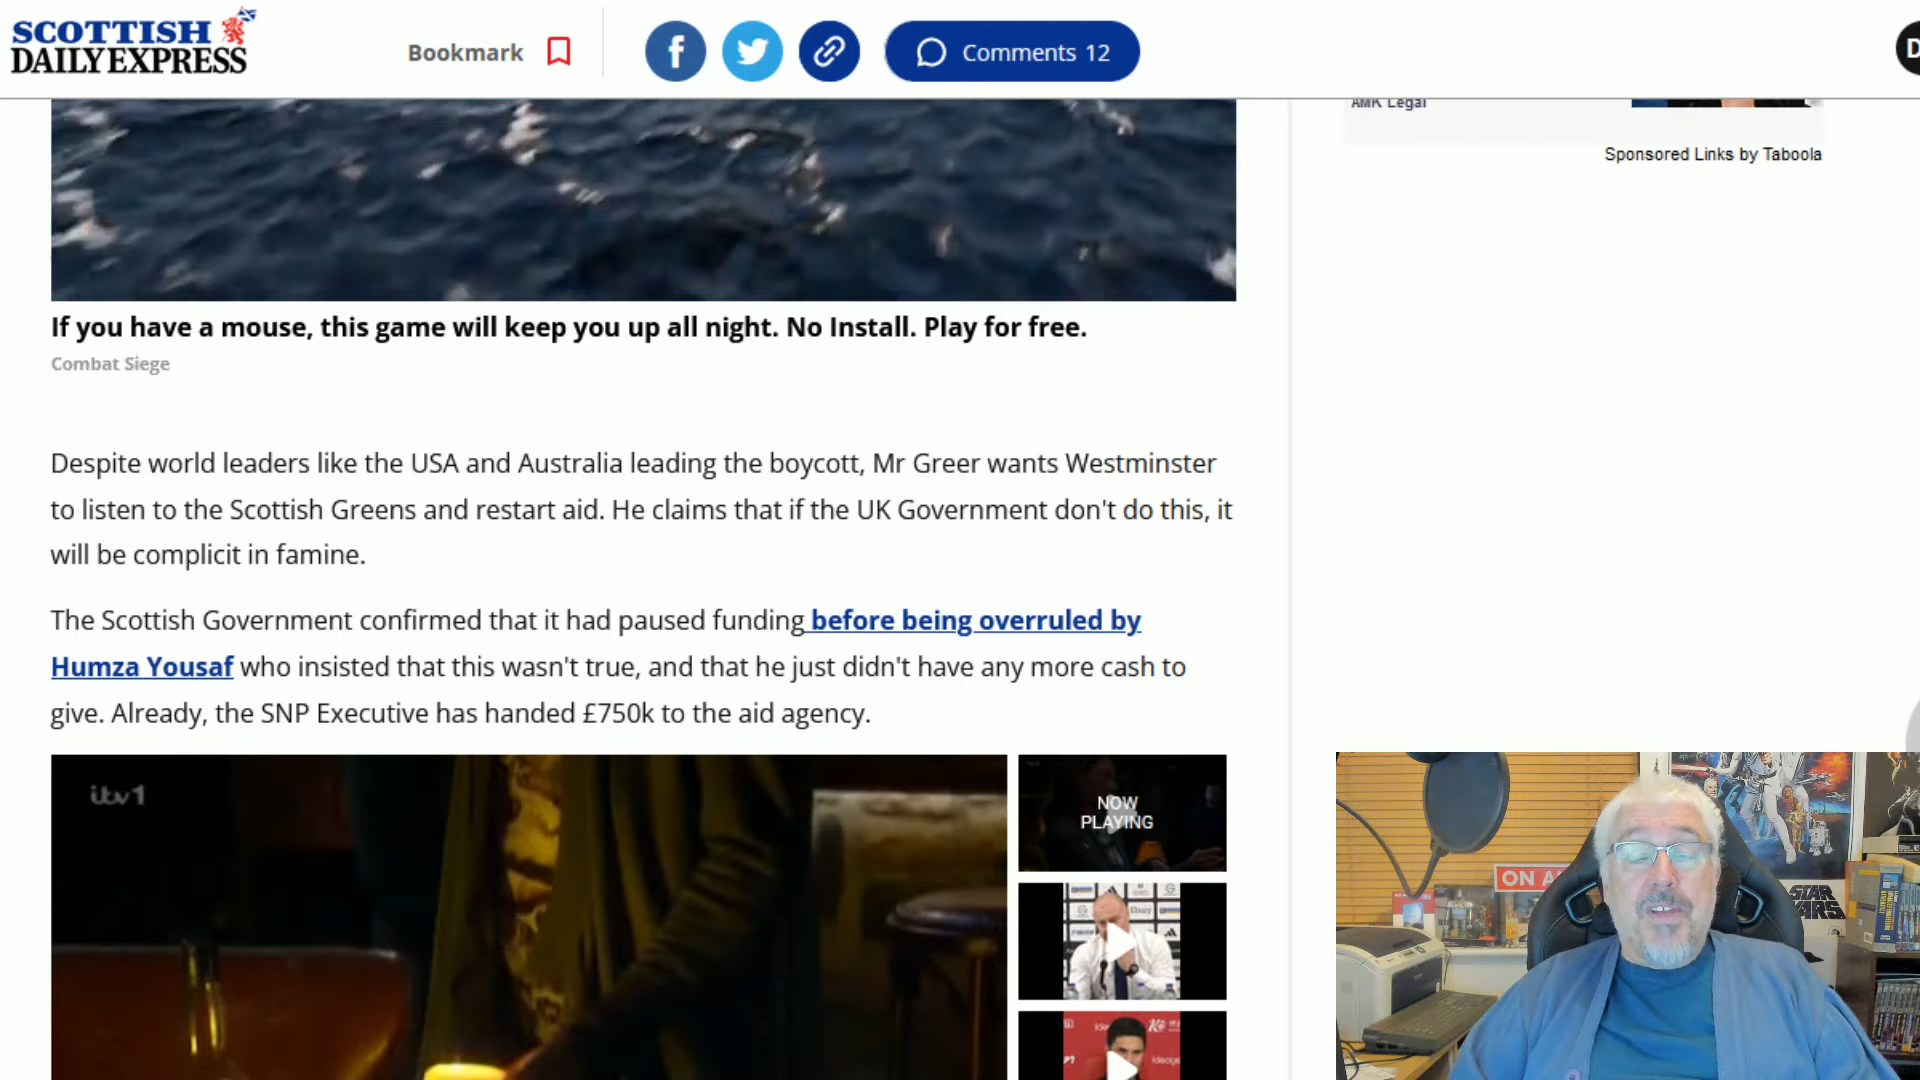 SCOTTISH
DAILY EXPRESS
Bookmark
Comments 12
D
AMK Legal
Sponsored Links by Taboola
If you have a mouse, this game will keep you up all night. No Install. Play for free.
Combat Siege
Despite world leaders like the USA and Australia leading the boycott, Mr Greer wants Westminster
to listen to the Scottish Greens and restart aid. He claims that if the UK Government don't do this, it
will be complicit in famine.
The Scottish Government confirmed that it had paused funding before being overruled by
Humza Yousaf who insisted that this wasn't true, and that he just didn't have any more cash to
give. Already, the SNP Executive has handed £750k to the aid agency.
itv1
NOW
PLAYING
ON A
STAR
WARS